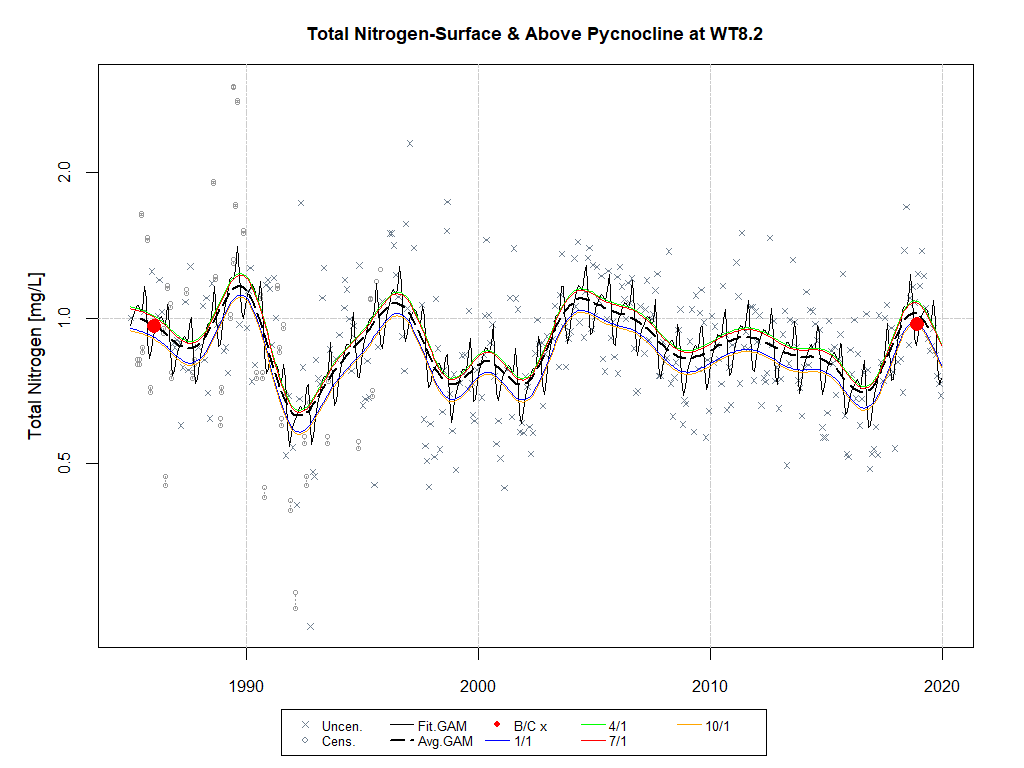 Total Nitrogen-Surface & Above Pycnocline at WT8.2
Total Nitrogen [mg/L]
2.0
1.0
0.5
1990 2000 2010 2020
Uncen. Fit.GAM B/C x 4/1 10/1
Cens. Avg.GAM 1/1 7/1